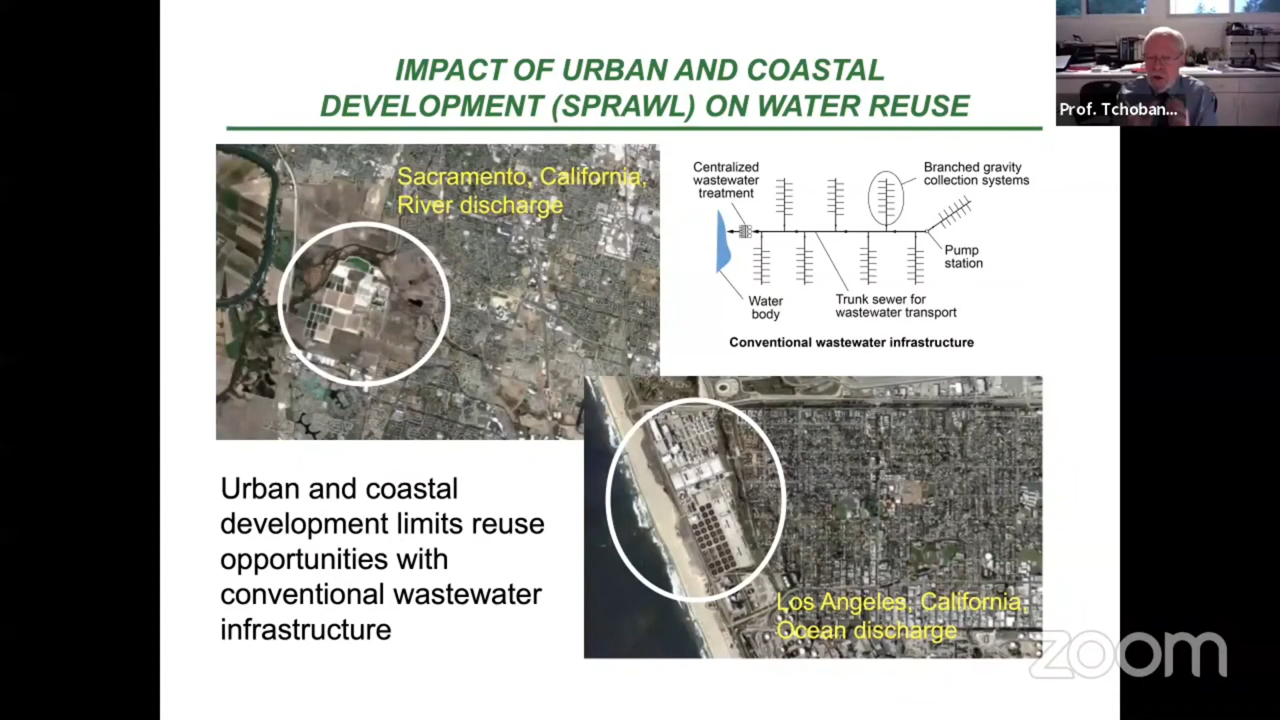 IMPACT OF URBAN AND COASTAL
DEVELOPMENT (SPRAWL) ON WATER REUSE
Prof. Tchoban...
Sacramento, California,
River discharge
Centralized
wastewater
treatment
Branched gravity
collection systems
Pump
station
Water
body
Trunk sewer for
wastewater transport
Conventional wastewater infrastructure
Urban and coastal
development limits reuse
opportunities with
conventional wastewater
infrastructure
Los Angeles, California,
Ocean discharge
zoom